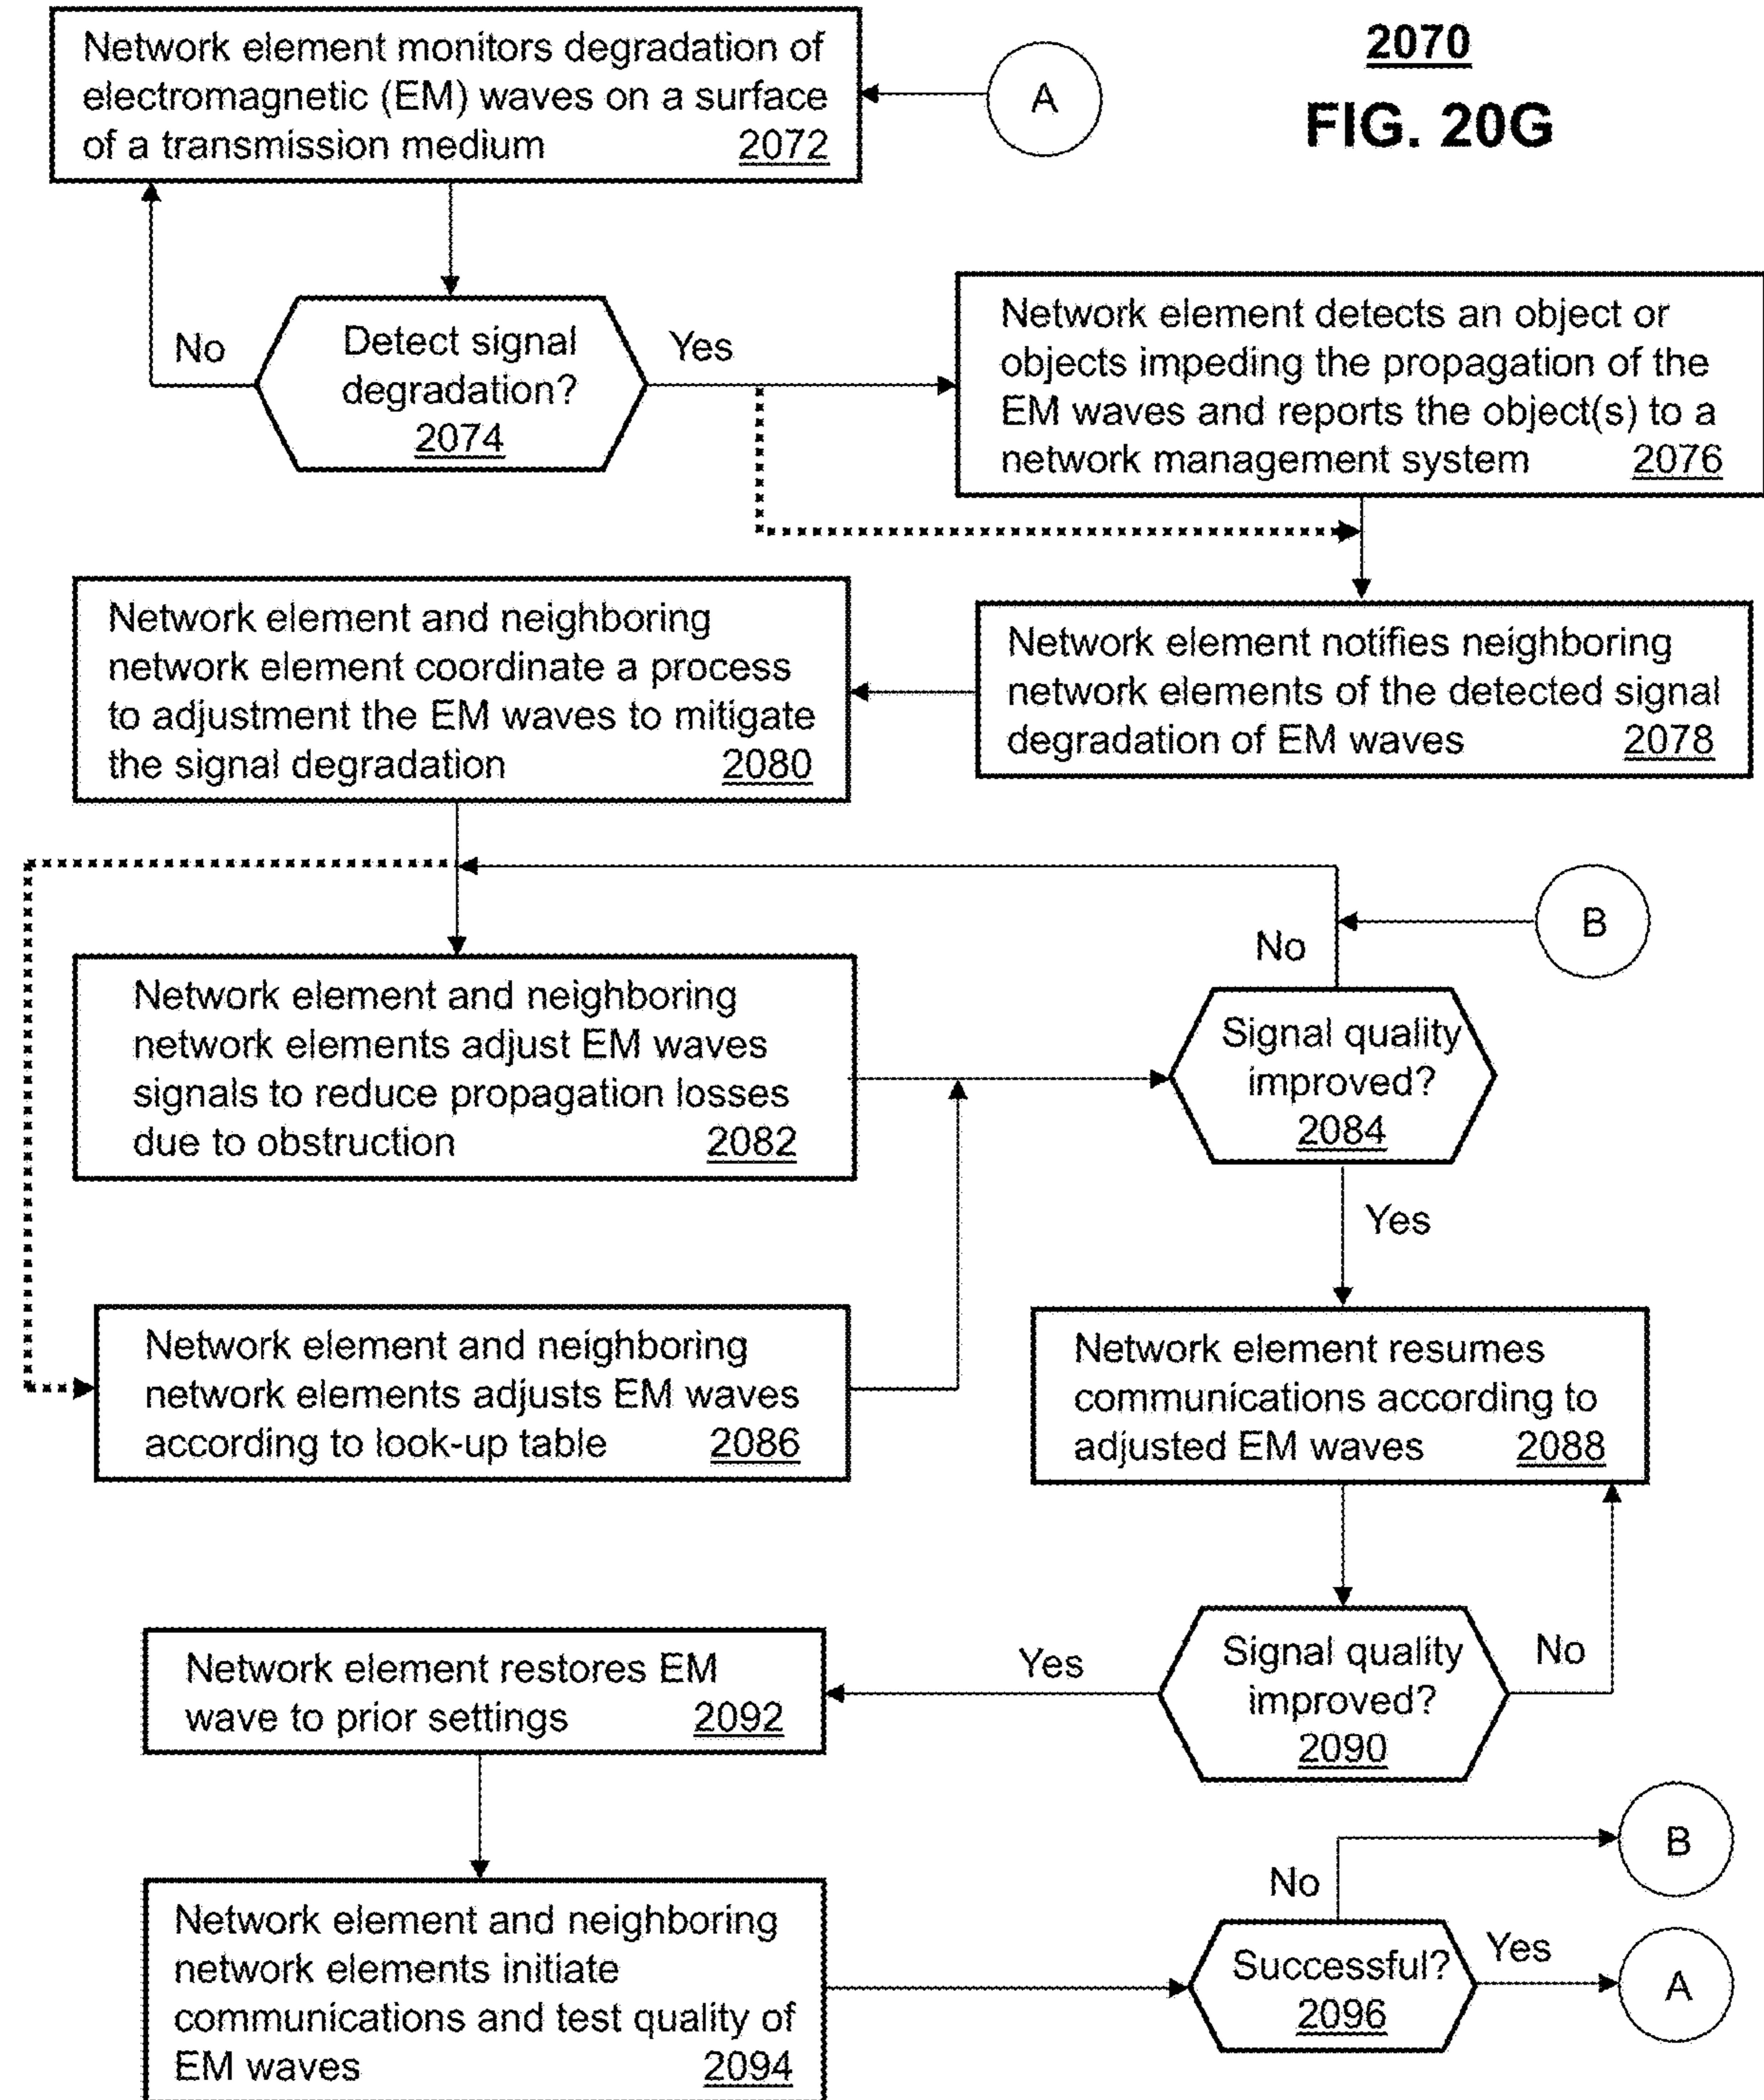 2070
FIG. 20G
Network element monitors degradation of
electromagnetic (EM) waves on a surface
of a transmission medium 2072
A
Detect signal
degradation?
2074
No
Yes
Network element detects an object or
objects impeding the propagation of the
EM waves and reports the object(s) to a
network management system 2076
Network element notifies neighboring
network elements of the detected signal
degradation of EM waves 2078
Network element and neighboring
network element coordinate a process
to adjustment the EM waves to mitigate
the signal degradation 2080
B
No
Network element and neighboring
network elements adjust EM waves
signals to reduce propagation losses
due to obstruction 2082
Signal quality
improved?
2084
Yes
Network element and neighboring
network elements adjusts EM waves
according to look-up table 2086
Network element resumes
communications according to
adjusted EM waves 2088
Signal quality
improved?
2090
Yes
No
Network element restores EM
wave to prior settings 2092
Network element and neighboring
network elements initiate
communications and test quality of
EM waves 2094
Successful?
2096
No
B
Yes
A